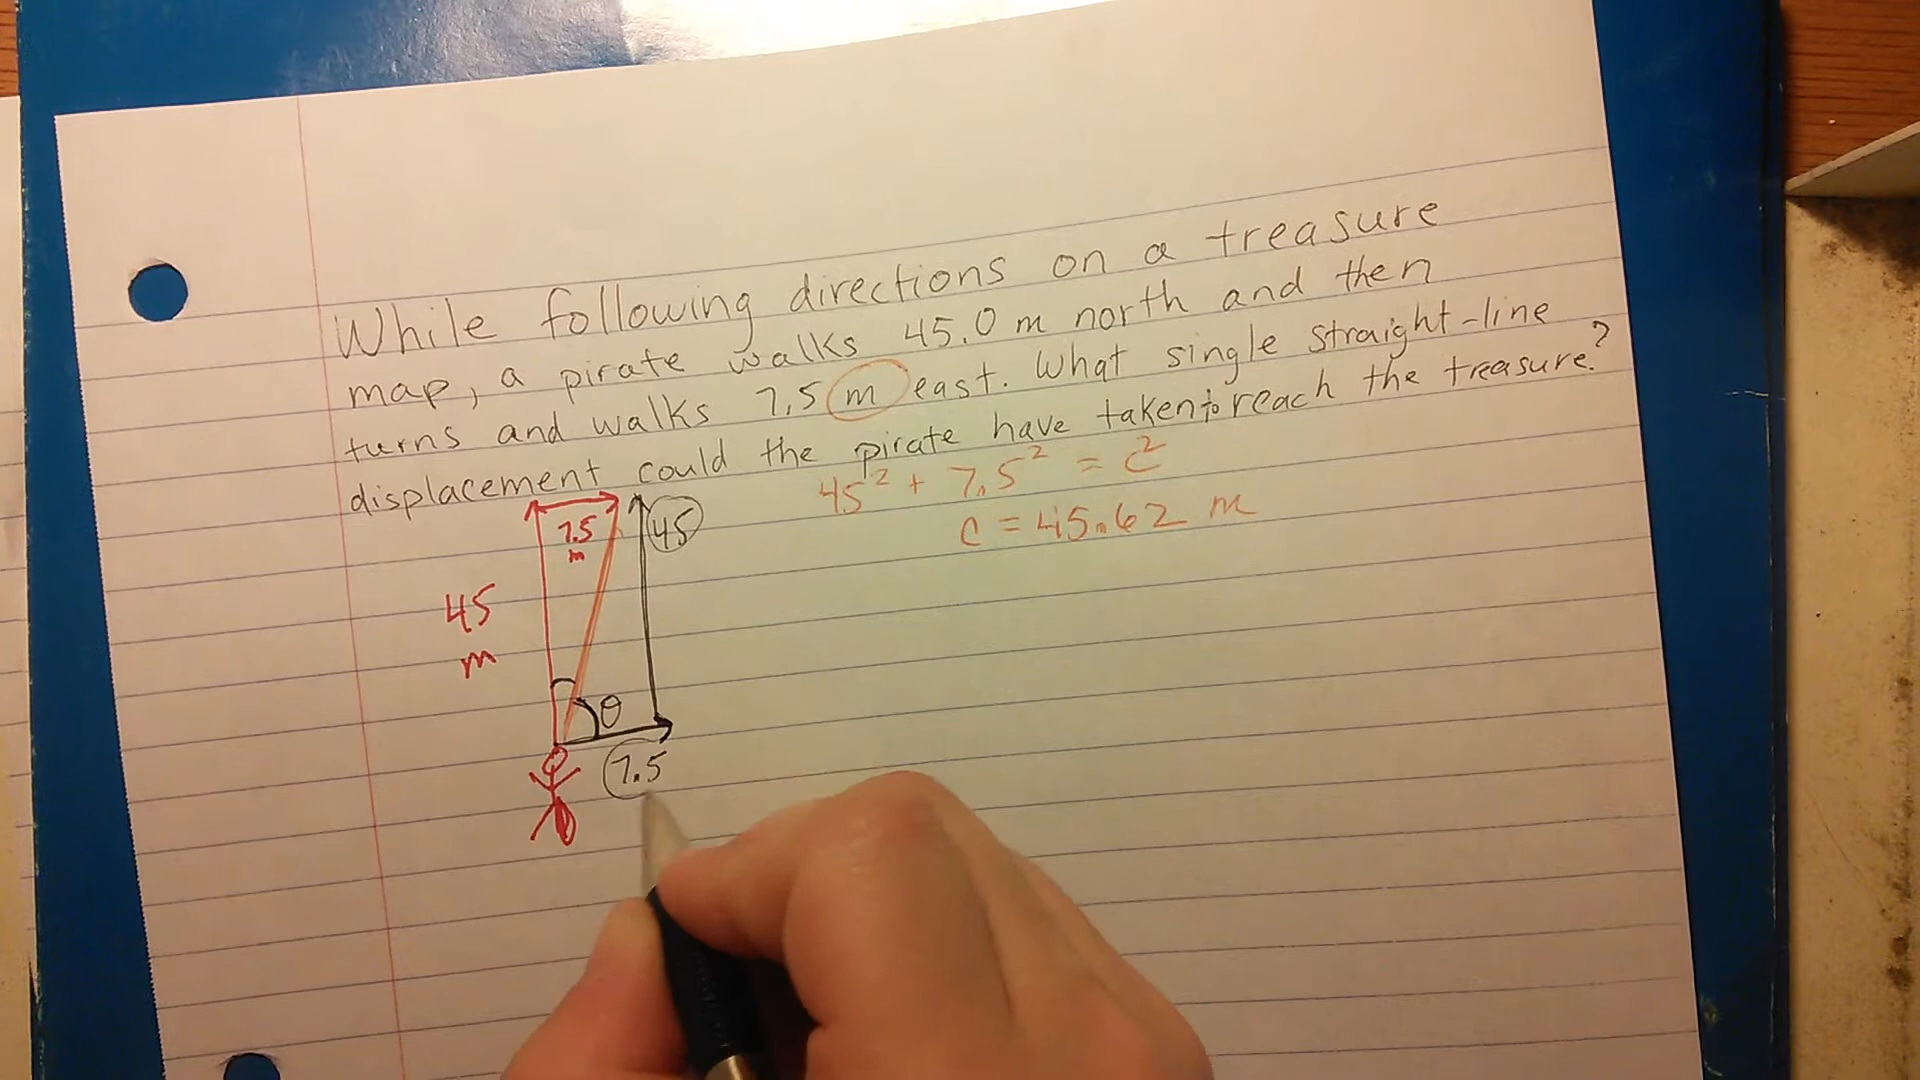 While following directions on a treasure
map, a pirate walks 45.0 m north and then
turns and walks 7.5 m east. What single straight-line
displacement could the pirate have taken to reach the treasure?
45² + 7.5² = c²
c = 45.62 m
7.5
m
45
45
m
θ
7.5